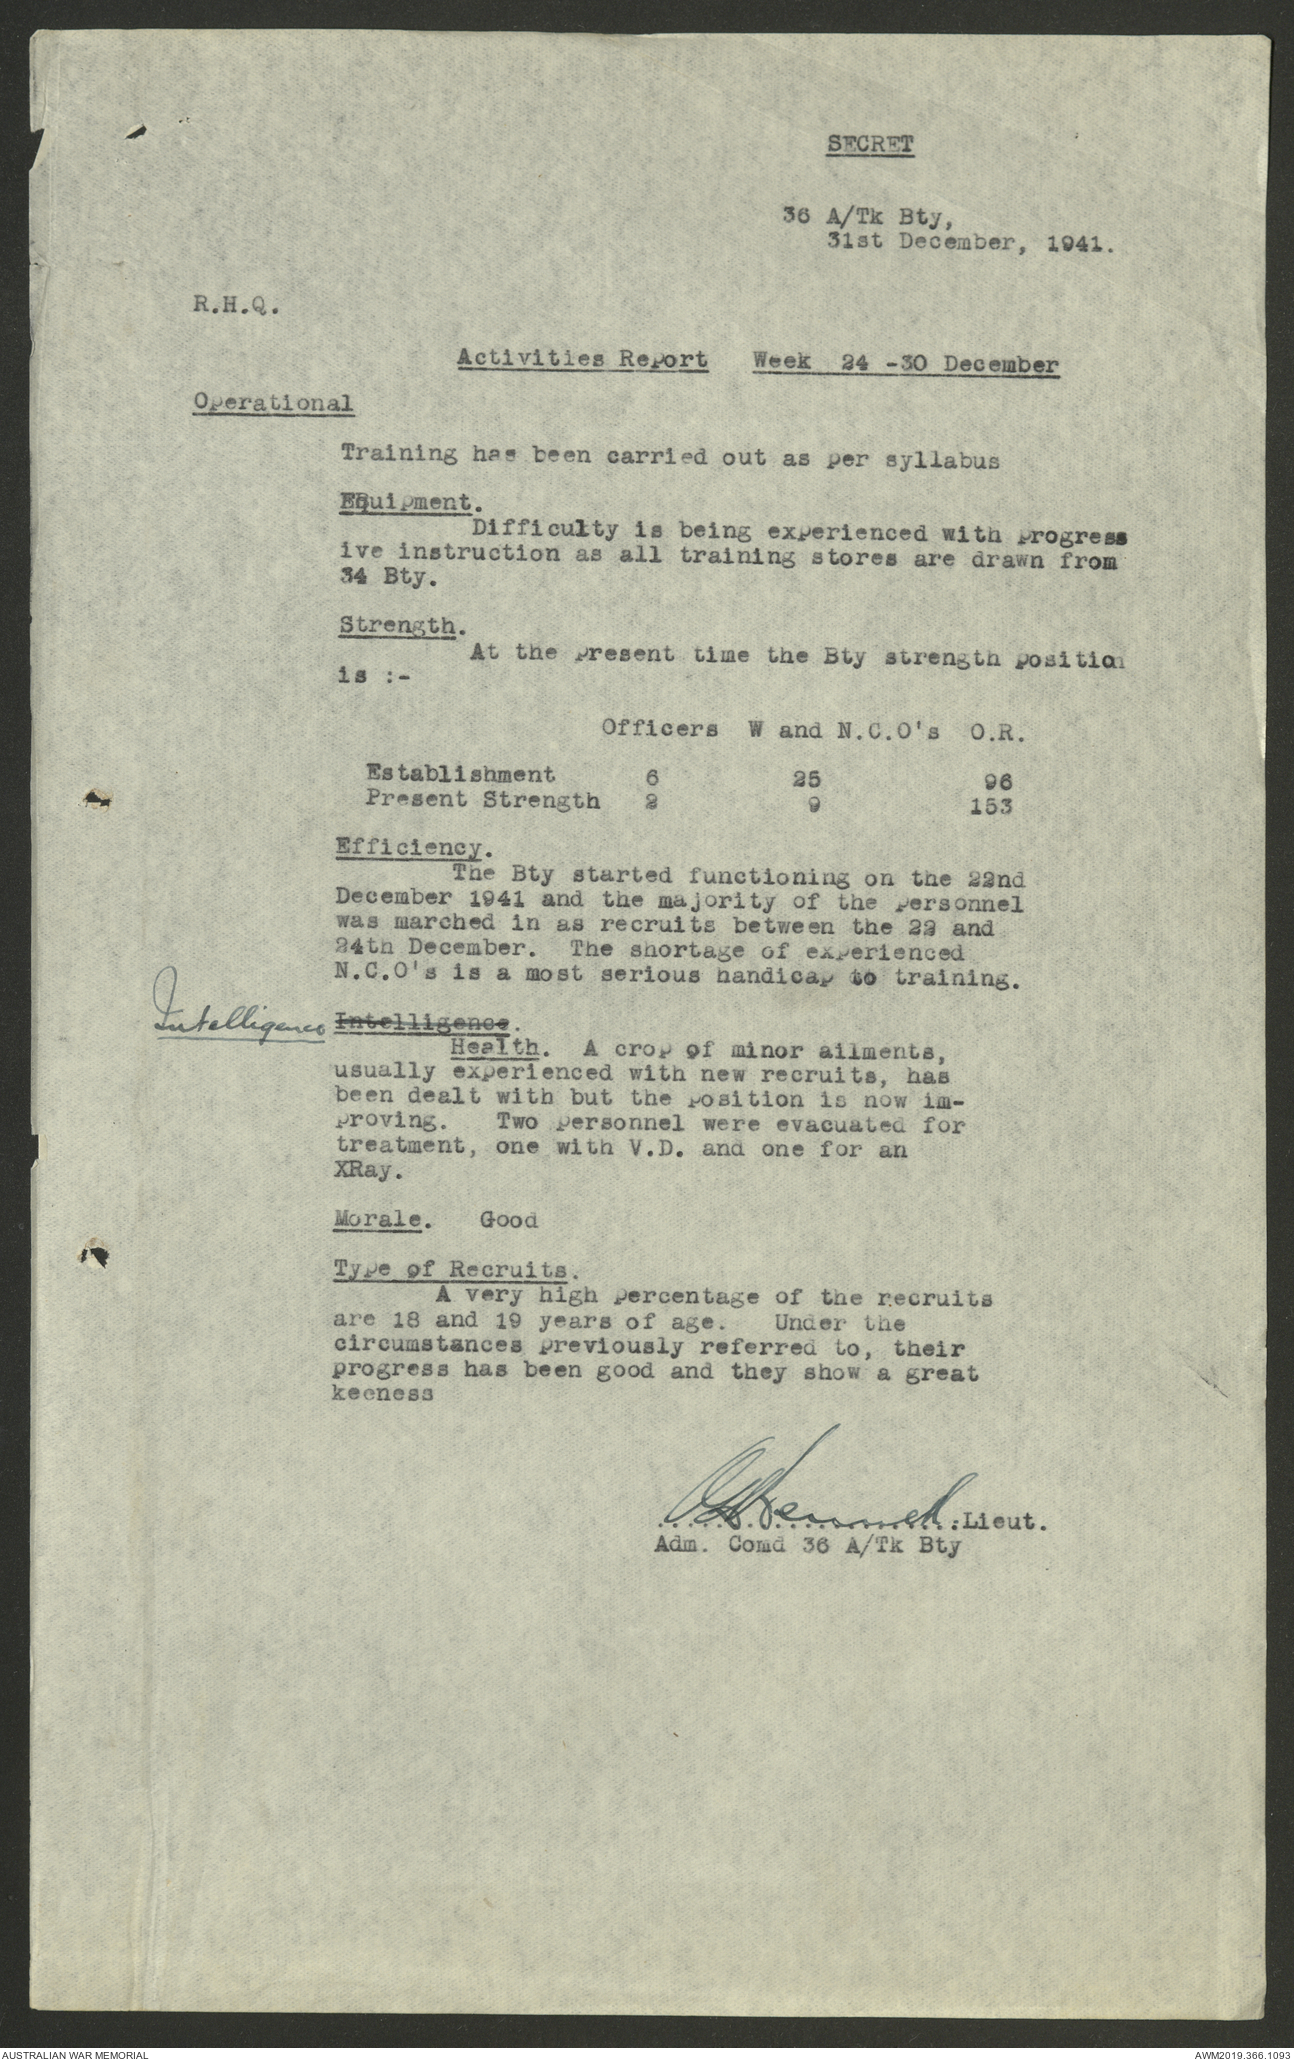 SECRET
36 A/Tk Bty,
31st December, 1941.
R.H.Q.
Activities Report Week 24 -30 December
Operational
Training has been carried out as per syllabus
Equipment.
Difficulty is being experienced with progress
ive instruction as all training stores are drawn from
34 Bty.
Strength.
At the present time the Bty strength position
is :-
Officers W and N.C.O's O.R.
Establishment 6 25 96
Present Strength 2 9 153
Efficiency.
The Bty started functioning on the 22nd
December 1941 and the majority of the personnel
was marched in as recruits between the 22 and
24th December. The shortage of experienced
N.C.O's is a most serious handicap to training.
Intelligence Intelligence.
Health. A crop of minor ailments,
usually experienced with new recruits, has
been dealt with but the position is now im-
proving. Two personnel were evacuated for
treatment, one with V.D. and one for an
XRay.
Morale. Good
Type of Recruits.
A very high percentage of the recruits
are 18 and 19 years of age. Under the
circumstances previously referred to, their
progress has been good and they show a great
keeness
Lieut.
Adm. Comd 36 A/Tk Bty
AUSTRALIAN WAR MEMORIAL
AWM2019.366.1093